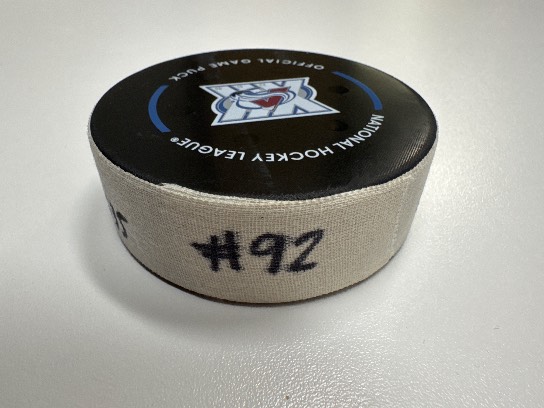 OFFICIAL GAME PUCK
NATIONAL HOCKEY LEAGUE®
#92